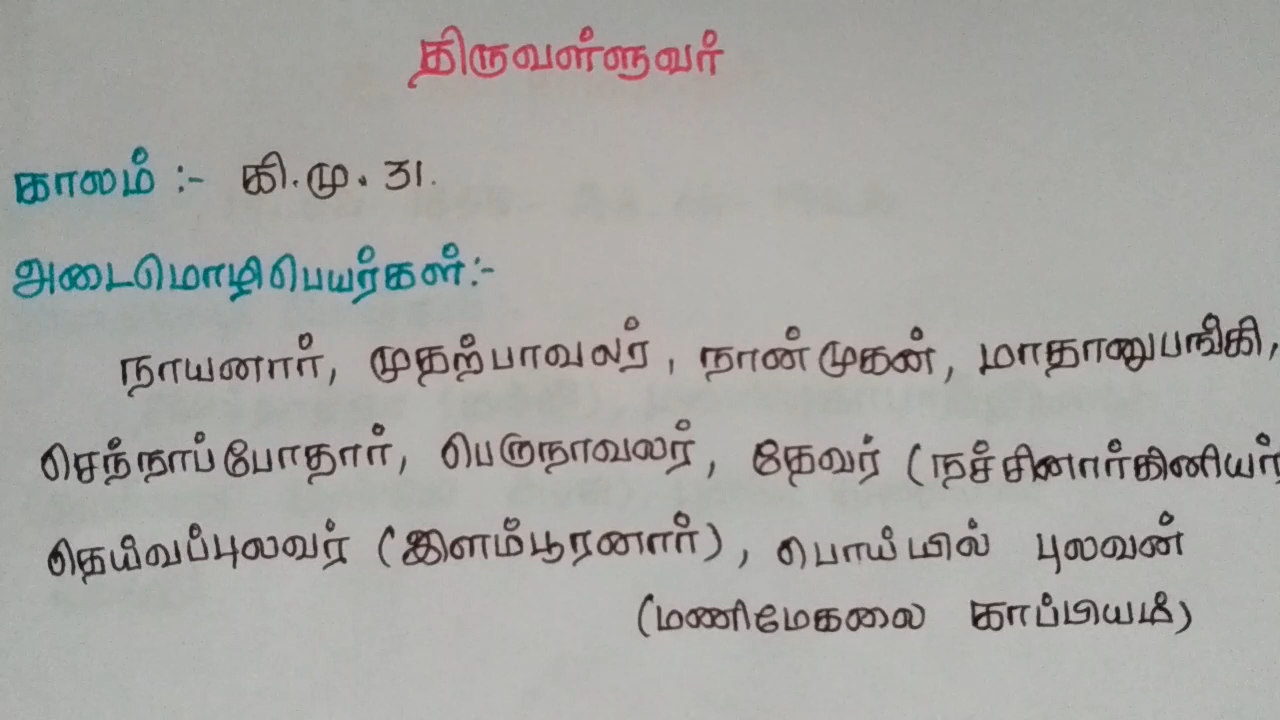 திருவள்ளுவர்
காலம் :- கி.மு. 31.
அடைமொழிபெயர்கள்:-
நாயனார், முதற்பாவலர், நான்முகன், மாதானுபங்கி,
செந்நாப்போதார், பெருநாவலர், தேவர் (நச்சினார்கினியர்
தெய்வப்புலவர் (இளம்பூரனார்), பொய்யில் புலவன்
(மணிமேகலை காப்பியம்)